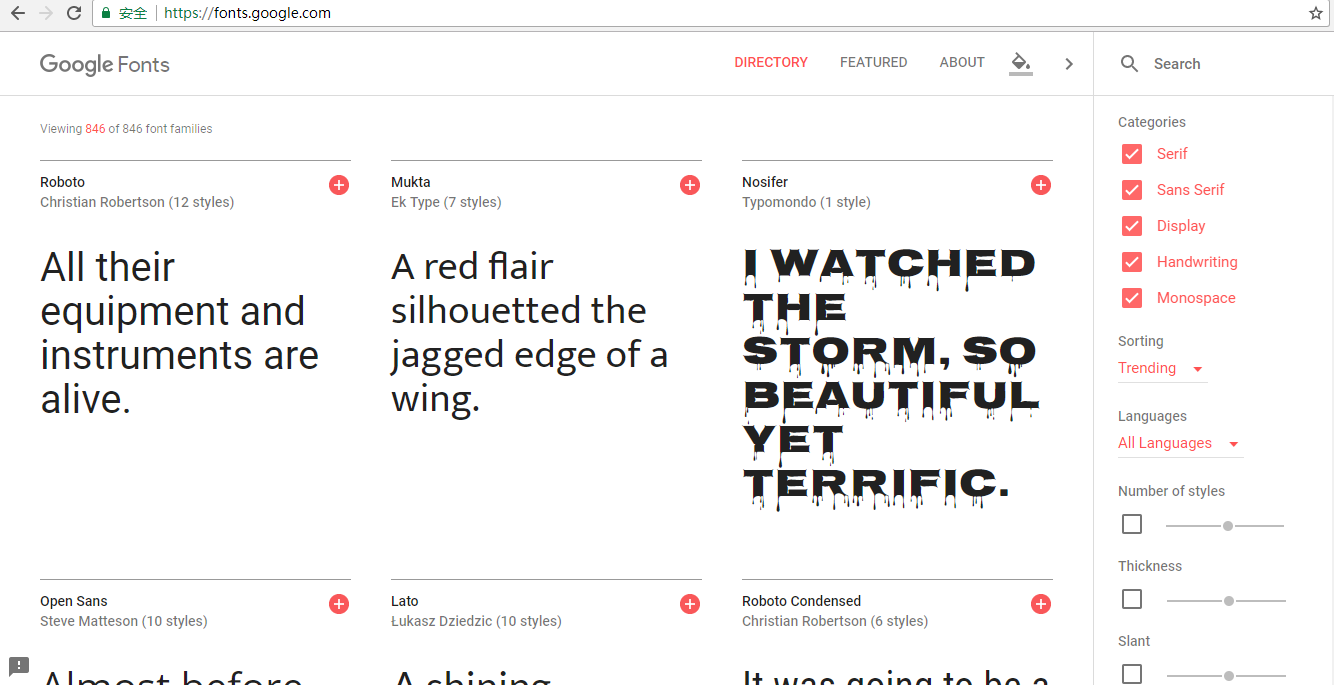 安全 https://fonts.google.com
Google Fonts
DIRECTORY FEATURED ABOUT
Search
Viewing 846 of 846 font families
Roboto
Christian Robertson (12 styles)
All their
equipment and
instruments are
alive.
Mukta
Ek Type (7 styles)
A red flair
silhouetted the
jagged edge of a
wing.
Nosifer
Typomondo (1 style)
I WATCHED
THE
STORM, SO
BEAUTIFUL
YET
TERRIFIC.
Open Sans
Steve Matteson (10 styles)
Almost before
Lato
Łukasz Dziedzic (10 styles)
A shining
Roboto Condensed
Christian Robertson (6 styles)
It was going to be a
Categories
Serif
Sans Serif
Display
Handwriting
Monospace
Sorting
Trending
Languages
All Languages
Number of styles
Thickness
Slant